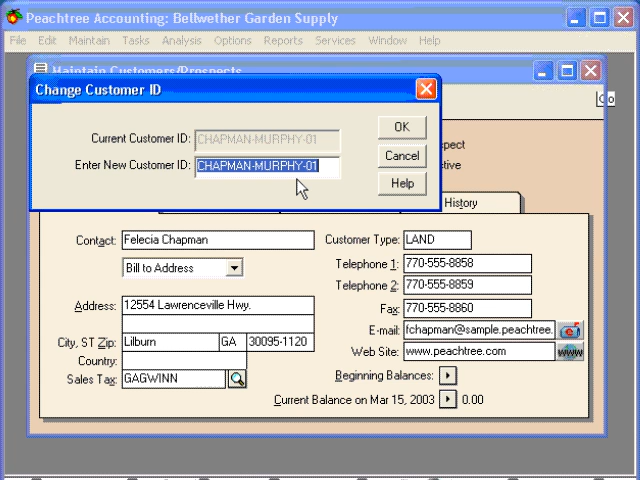 Peachtree Accounting: Bellwether Garden Supply
File Edit Maintain Tasks Analysis Options Reports Services Window Help
Maintain Customers/Prospects
Change Customer ID
Current Customer ID: CHAPMAN-MURPHY-01
Enter New Customer ID: CHAPMAN-MURPHY-01
OK
Cancel
Help
pect
tive
History
Contact: Felecia Chapman
Bill to Address
Address: 12554 Lawrenceville Hwy.
City, ST Zip: Lilburn GA 30095-1120
Country:
Sales Tax: GAGWINN
Customer Type: LAND
Telephone 1: 770-555-8858
Telephone 2: 770-555-8859
Fax: 770-555-8860
E-mail: fchapman@sample.peachtree.
Web Site: www.peachtree.com
www
Beginning Balances:
Current Balance on Mar 15, 2003 0.00